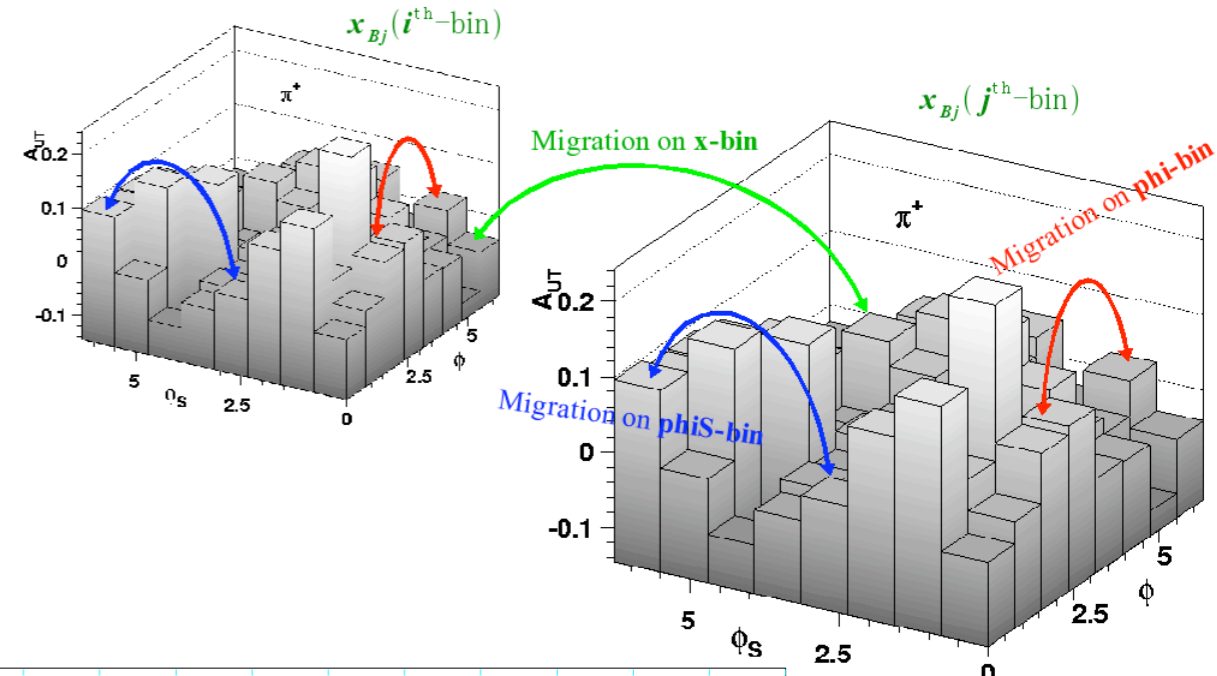 x_Bj(i^th-bin)
π+
A_UT
0.2
0.1
0
-0.1
5
2.5
0
2.5
5
ϕ
Migration on x-bin
x_Bj(j^th-bin)
Migration on phi-bin
π+
A_UT
0.2
0.1
0
-0.1
Migration on phiS-bin
5
ϕ_S
2.5
0
2.5
5
ϕ